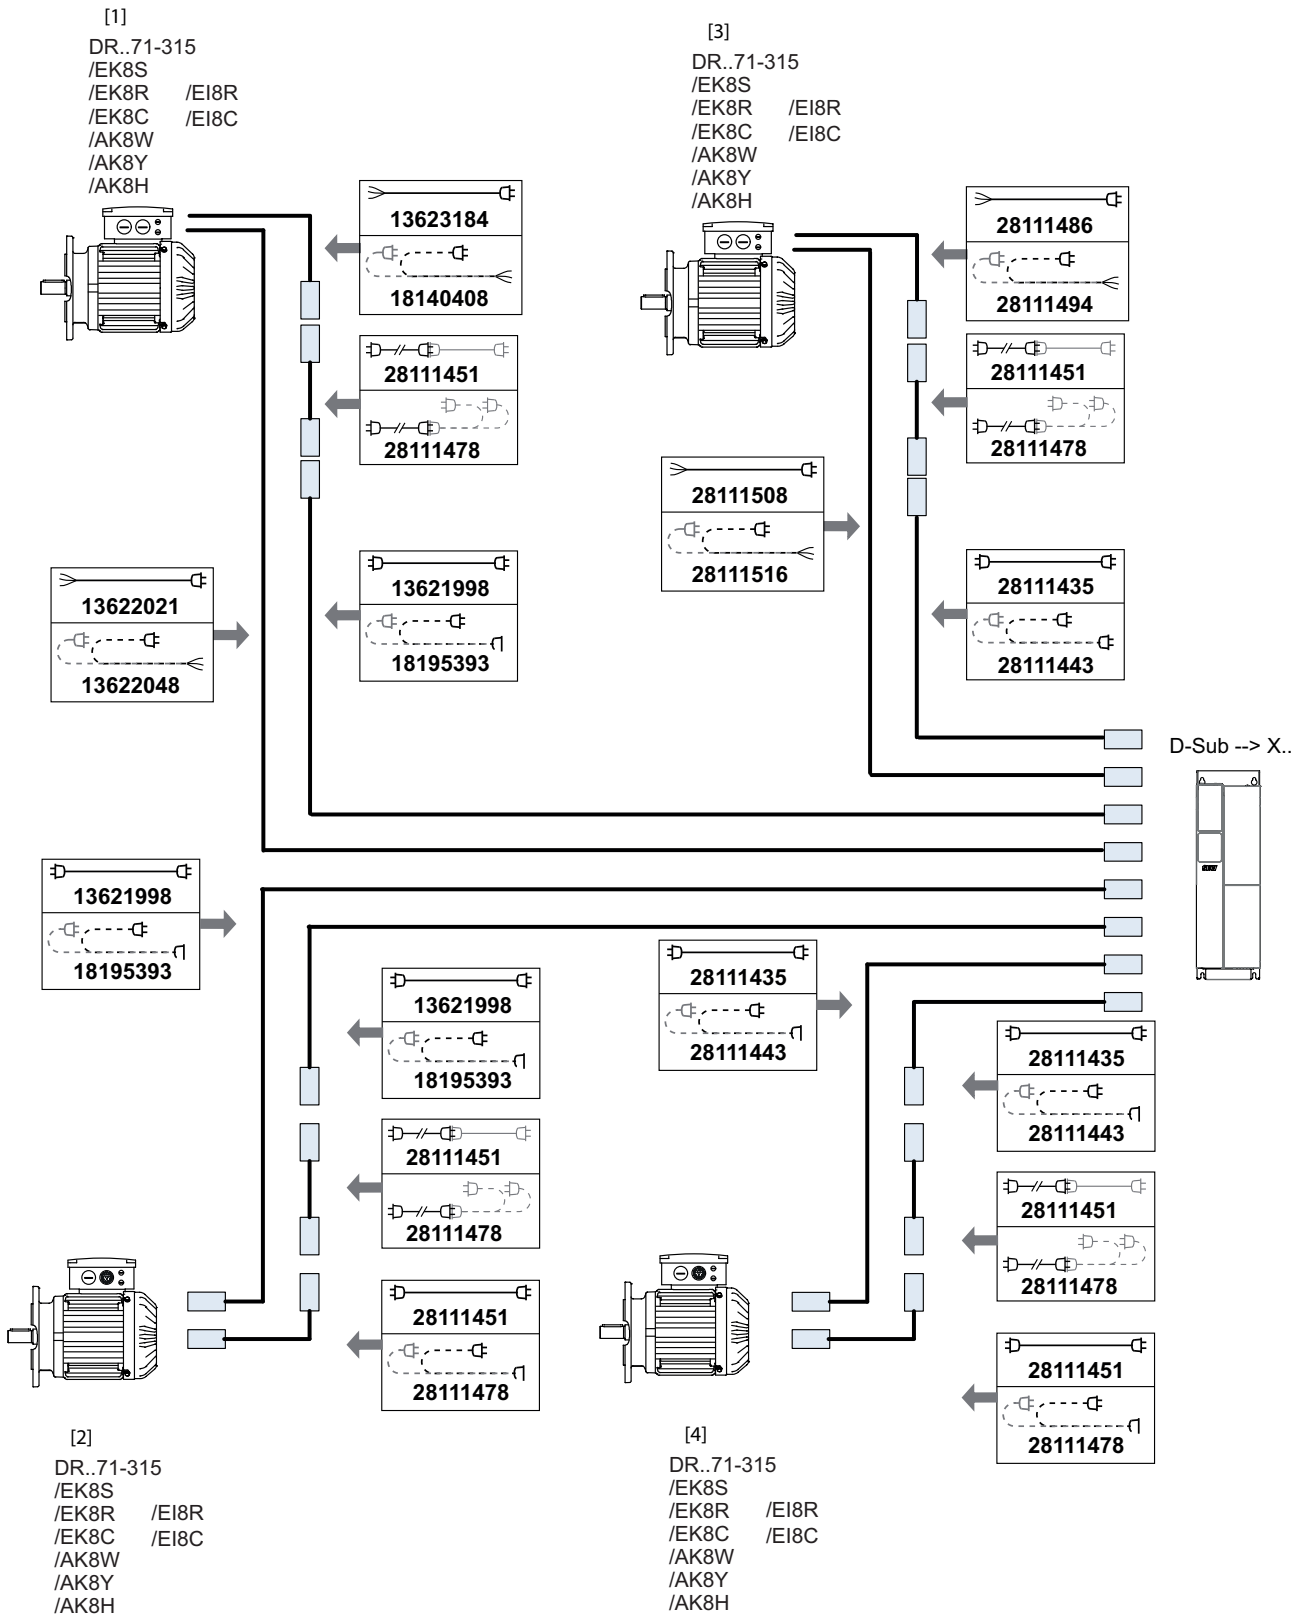 [1]
DR..71-315
/EK8S
/EK8R /EI8R
/EK8C /EI8C
/AK8W
/AK8Y
/AK8H
13623184
18140408
28111451
28111478
13622021
13622048
13621998
18195393
[3]
DR..71-315
/EK8S
/EK8R /EI8R
/EK8C /EI8C
/AK8W
/AK8Y
/AK8H
28111486
28111494
28111451
28111478
28111508
28111516
28111435
28111443
D-Sub --> X..
13621998
18195393
13621998
18195393
28111451
28111478
28111451
28111478
[2]
DR..71-315
/EK8S
/EK8R /EI8R
/EK8C /EI8C
/AK8W
/AK8Y
/AK8H
28111435
28111443
28111435
28111443
28111451
28111478
28111451
28111478
[4]
DR..71-315
/EK8S
/EK8R /EI8R
/EK8C /EI8C
/AK8W
/AK8Y
/AK8H